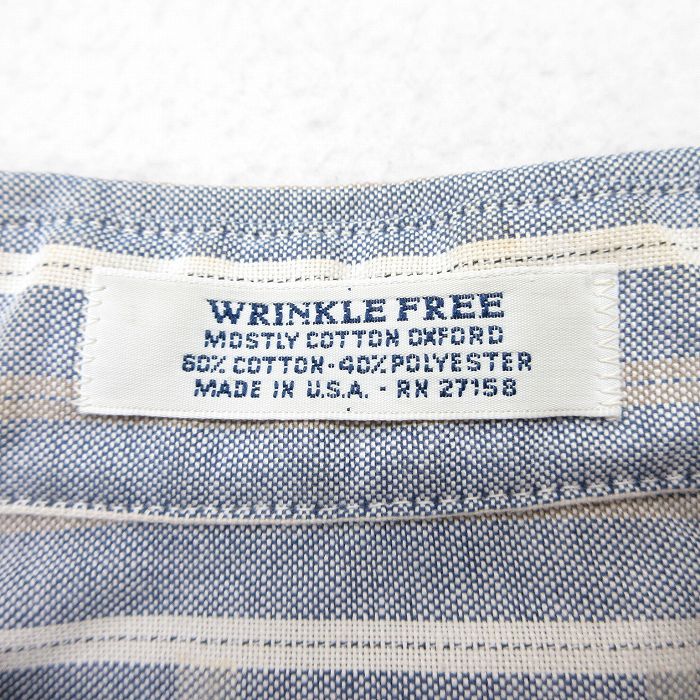 WRINKLE FREE
MOSTLY COTTON OXFORD
60% COTTON-40% POLYESTER
MADE IN U.S.A. - RN 27158